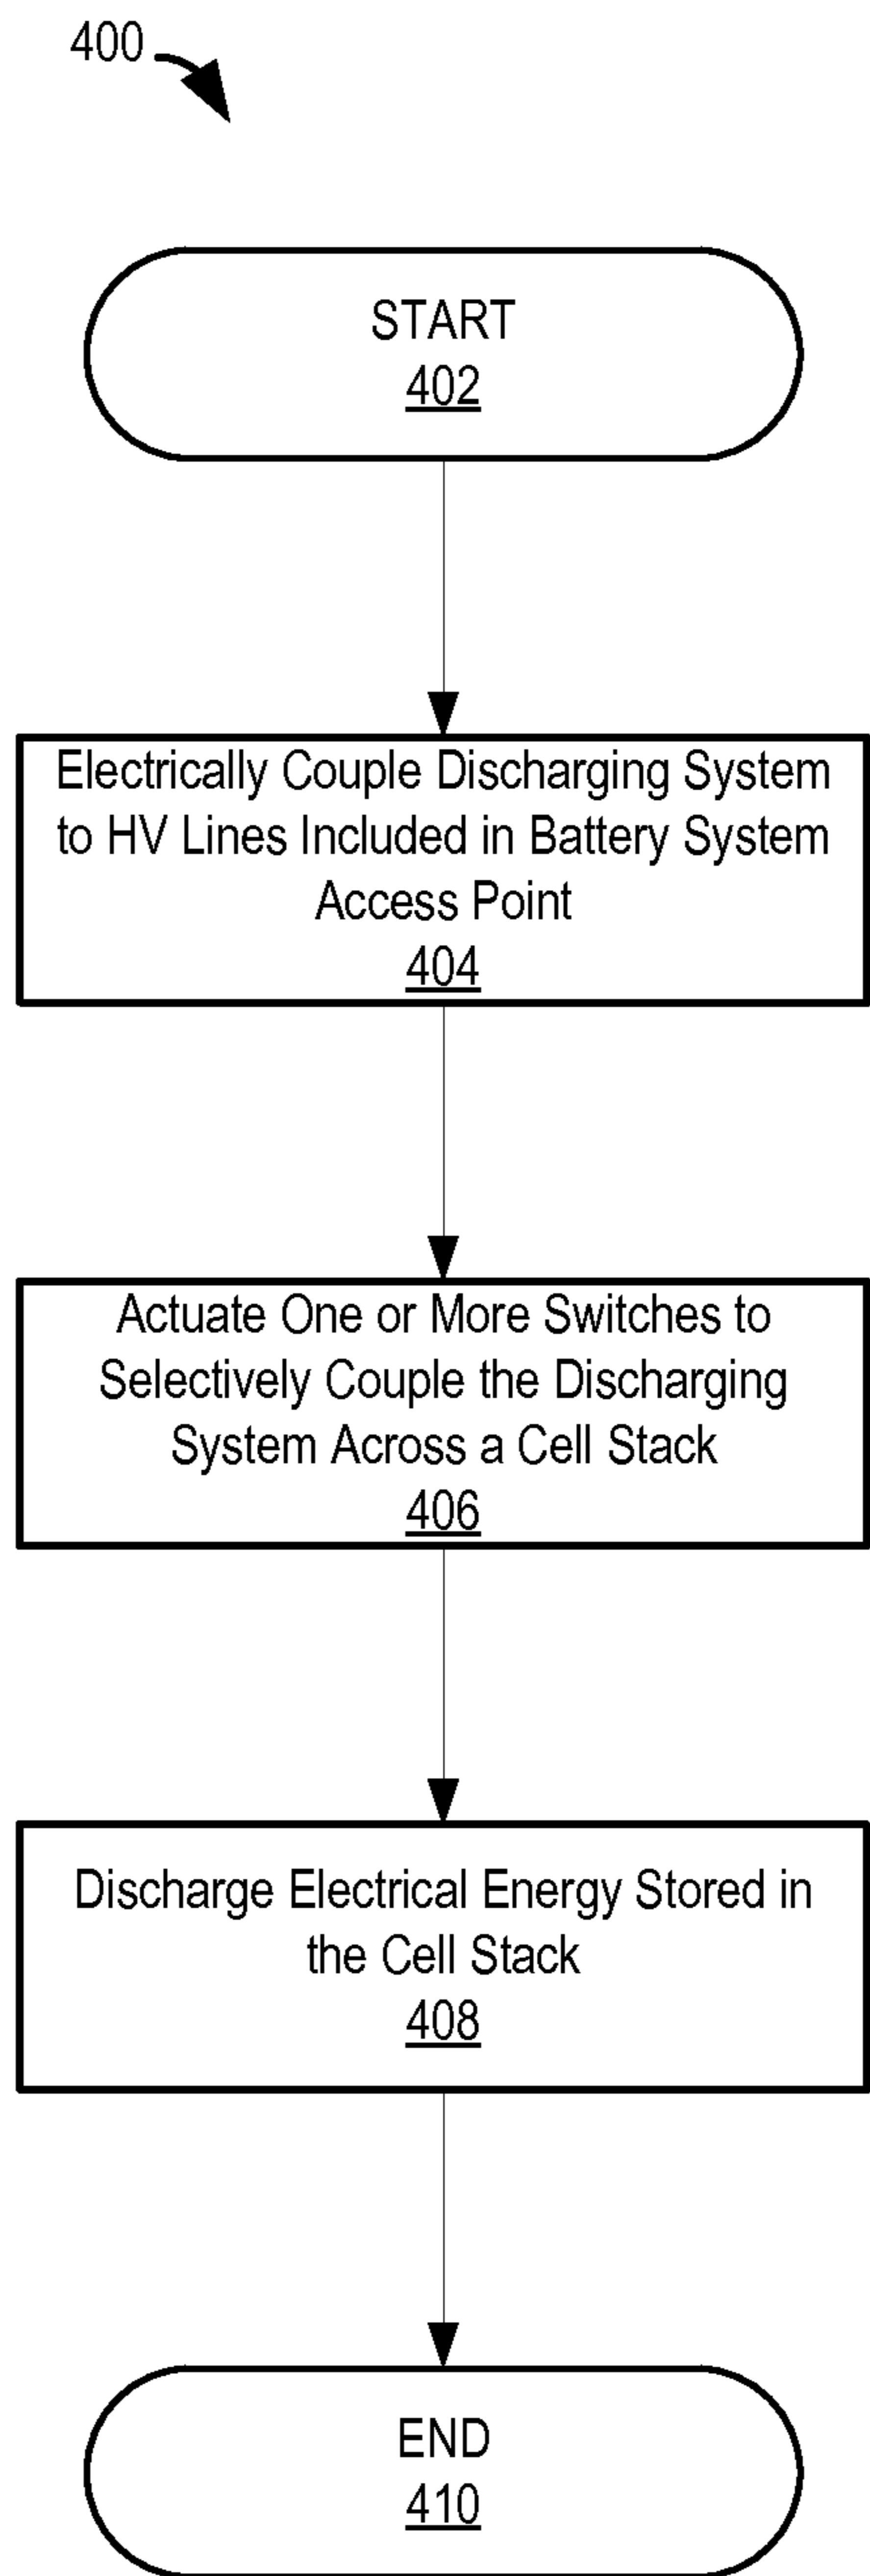 400
START
402
Electrically Couple Discharging System
to HV Lines Included in Battery System
Access Point
404
Actuate One or More Switches to
Selectively Couple the Discharging
System Across a Cell Stack
406
Discharge Electrical Energy Stored in
the Cell Stack
408
END
410